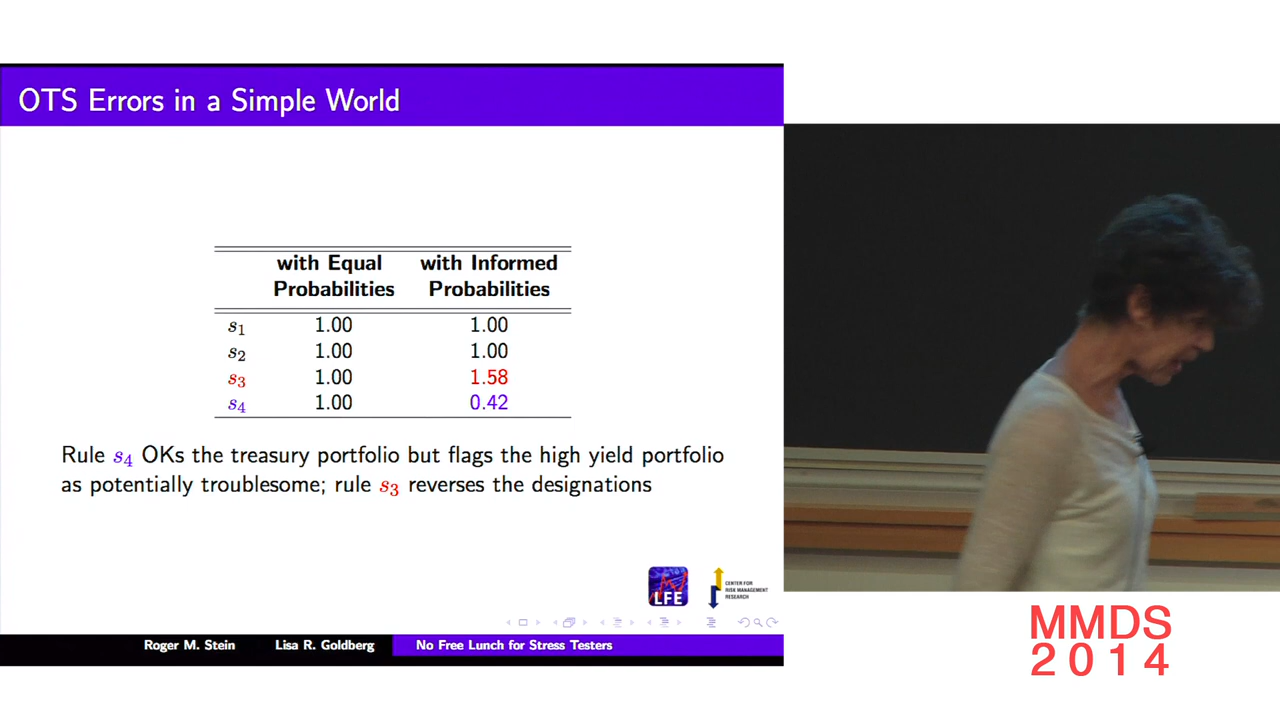 OTS Errors in a Simple World
with Equal Probabilities with Informed Probabilities
s1 1.00 1.00
s2 1.00 1.00
s3 1.00 1.58
s4 1.00 0.42
Rule s4 OKs the treasury portfolio but flags the high yield portfolio
as potentially troublesome; rule s3 reverses the designations
LFE
CENTER FOR
RISK MANAGEMENT
RESEARCH
Roger M. Stein Lisa R. Goldberg No Free Lunch for Stress Testers
MMDS
2014